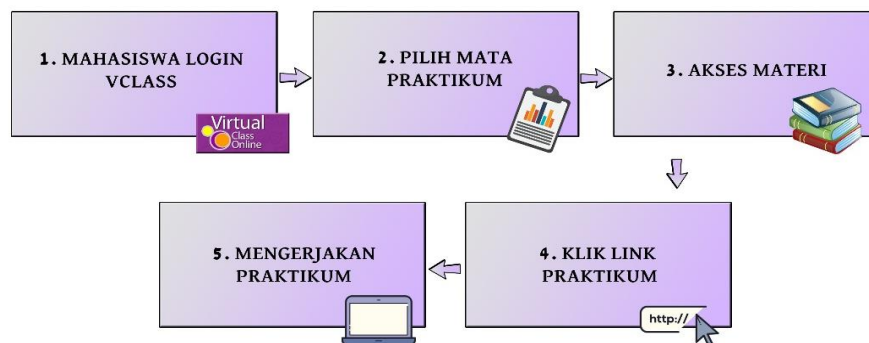 1. MAHASISWA LOGIN
VCLASS
Virtual
Class
Online
2. PILIH MATA
PRAKTIKUM
3. AKSES MATERI
4. KLIK LINK
PRAKTIKUM
http://
5. MENGERJAKAN
PRAKTIKUM